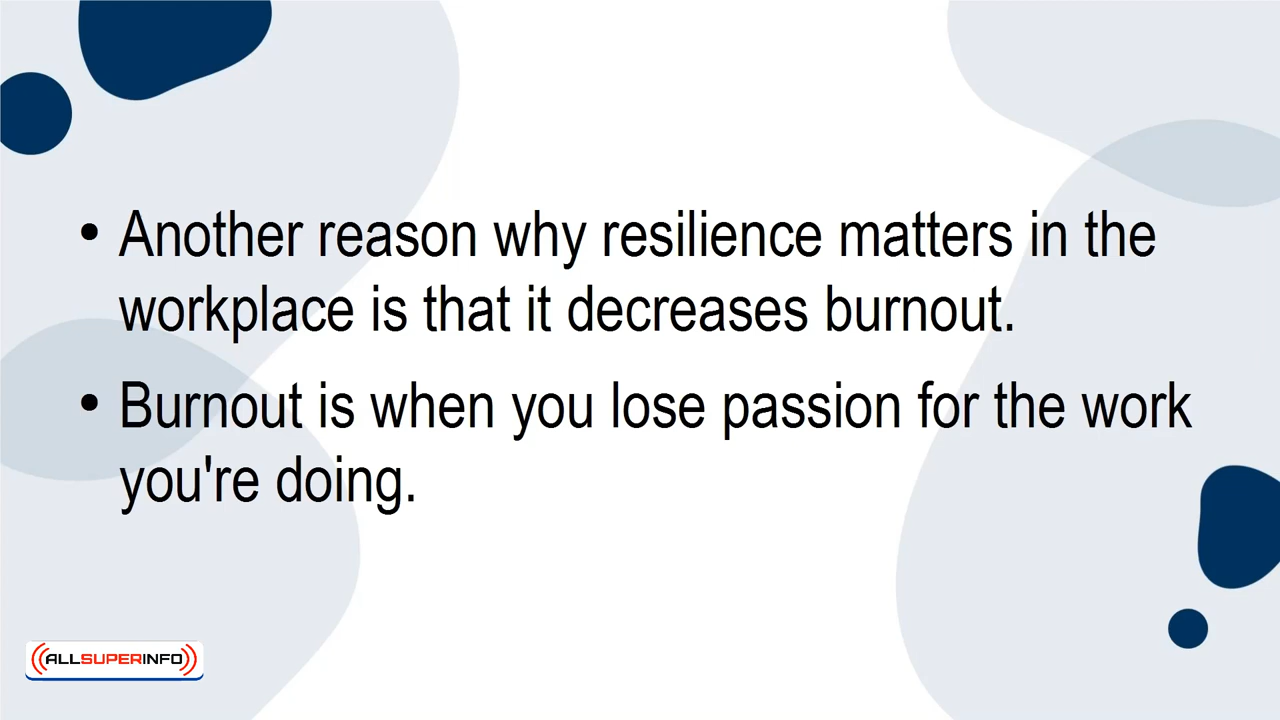 • Another reason why resilience matters in the
workplace is that it decreases burnout.
• Burnout is when you lose passion for the work
you're doing.
ALLSUPERINFO